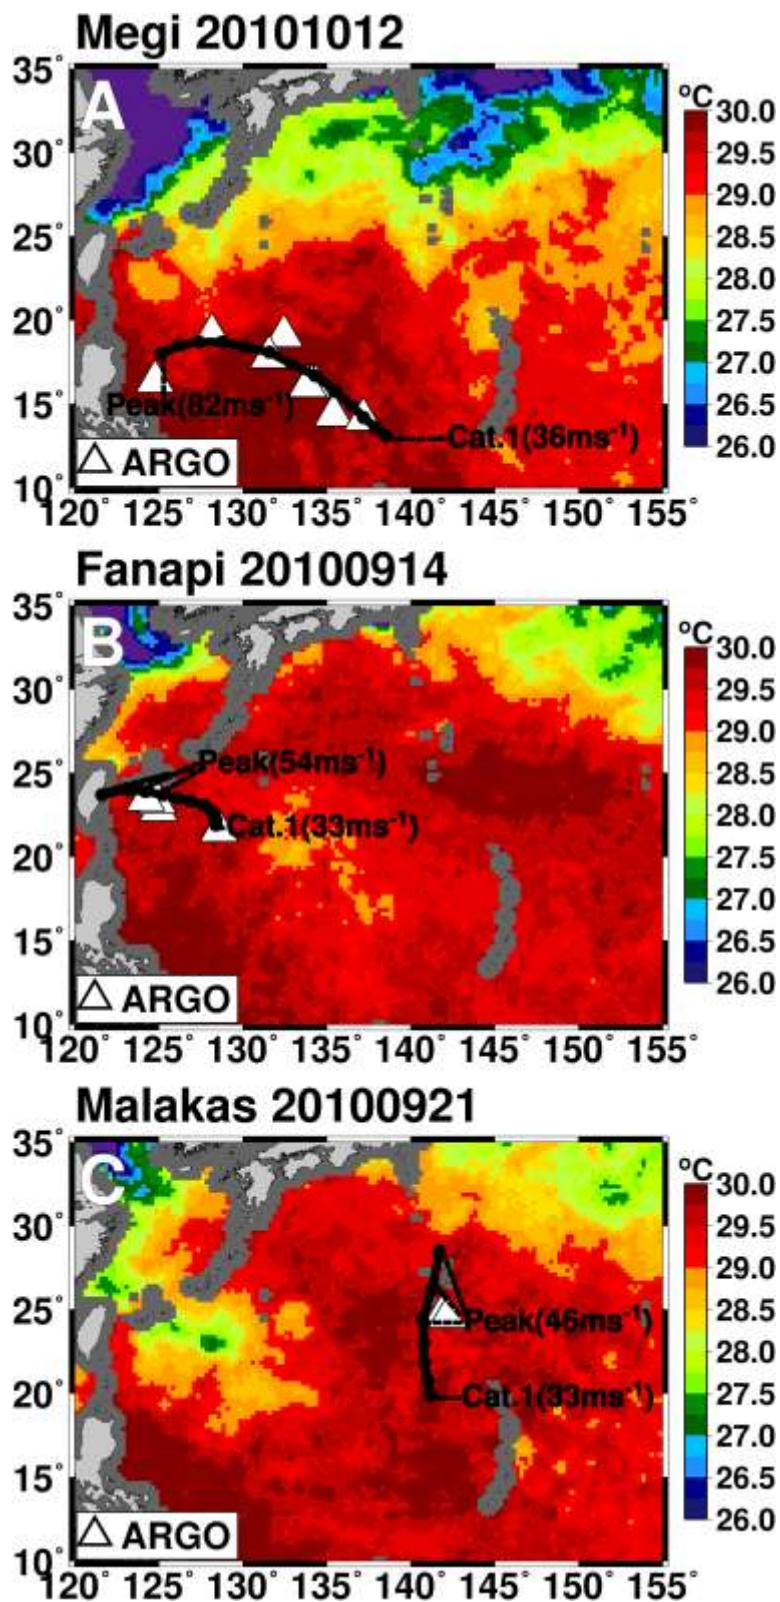 Megi 20101012
A
35°
30°
25°
20°
15°
10°
Peak(82ms⁻¹)
Cat.1(36ms⁻¹)
ARGO
120° 125° 130° 135° 140° 145° 150° 155°
°C
30.0
29.5
29.0
28.5
28.0
27.5
27.0
26.5
26.0
Fanapi 20100914
B
35°
30°
25°
20°
15°
10°
Peak(54ms⁻¹)
Cat.1(33ms⁻¹)
ARGO
120° 125° 130° 135° 140° 145° 150° 155°
°C
30.0
29.5
29.0
28.5
28.0
27.5
27.0
26.5
26.0
Malakas 20100921
C
35°
30°
25°
20°
15°
10°
Peak(46ms⁻¹)
Cat.1(33ms⁻¹)
ARGO
120° 125° 130° 135° 140° 145° 150° 155°
°C
30.0
29.5
29.0
28.5
28.0
27.5
27.0
26.5
26.0